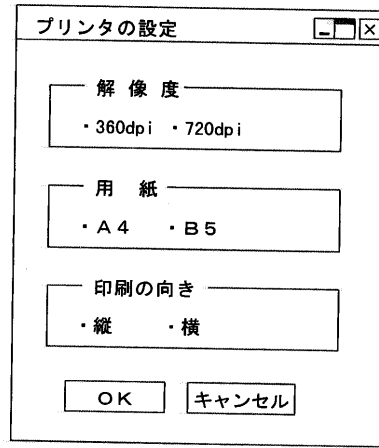 プリンタの設定
解像度
・360dpi ・720dpi
用 紙
・A4 ・B5
印刷の向き
・縦 ・横
OK キャンセル